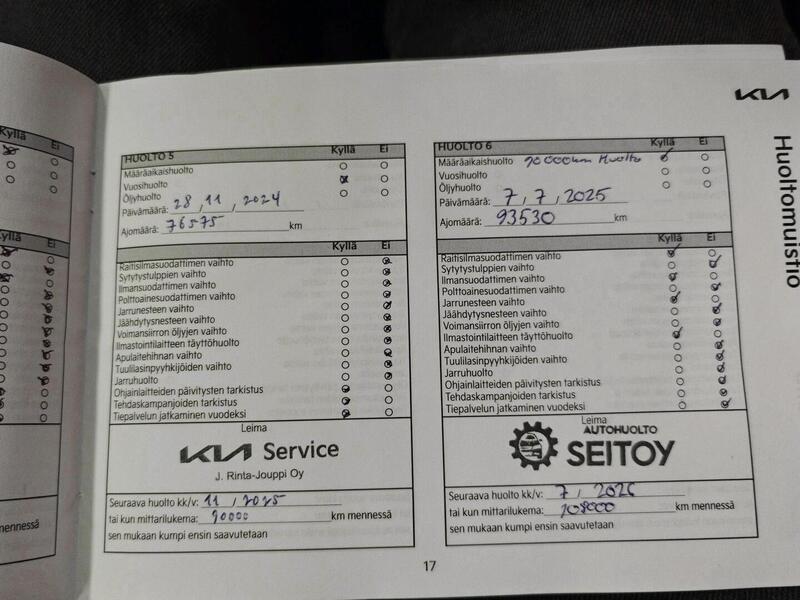 Kyllä Ei
Kyllä Ei
mennessä
HUOLTO 5 Kyllä Ei
Määräaikaishuolto
Vuosihuolto
Öljyhuolto
Päivämäärä: 28, 11, 2024
Ajomäärä: 76575 km
Kyllä Ei
Raitisilmasuodattimen vaihto
Sytytystulppien vaihto
Ilmansuodattimen vaihto
Polttoainesuodattimen vaihto
Jarrunesteen vaihto
Jäähdytysnesteen vaihto
Voimansiirron öljyjen vaihto
Ilmastointilaitteen täyttöhuolto
Apulaitehihnan vaihto
Tuulilasinpyyhkijöiden vaihto
Jarruhuolto
Ohjainlaitteiden päivitysten tarkistus
Tehdaskampanjoiden tarkistus
Tiepalvelun jatkaminen vuodeksi
Leima
KIA Service
J. Rinta-Jouppi Oy
Seuraava huolto kk/v: 11 / 2025
tai kun mittarilukema: 90000 km mennessä
sen mukaan kumpi ensin saavutetaan
HUOLTO 6 Kyllä Ei
Määräaikaishuolto 90000km Huolto
Vuosihuolto
Öljyhuolto
Päivämäärä: 7, 7, 2025
Ajomäärä: 93530 km
Kyllä Ei
Raitisilmasuodattimen vaihto
Sytytystulppien vaihto
Ilmansuodattimen vaihto
Polttoainesuodattimen vaihto
Jarrunesteen vaihto
Jäähdytysnesteen vaihto
Voimansiirron öljyjen vaihto
Ilmastointilaitteen täyttöhuolto
Apulaitehihnan vaihto
Tuulilasinpyyhkijöiden vaihto
Jarruhuolto
Ohjainlaitteiden päivitysten tarkistus
Tehdaskampanjoiden tarkistus
Tiepalvelun jatkaminen vuodeksi
Leima
AUTOHUOLTO
SEITOY
Seuraava huolto kk/v: 7 / 2026
tai kun mittarilukema: 108000 km mennessä
sen mukaan kumpi ensin saavutetaan
KIA
Huoltomuistio
17